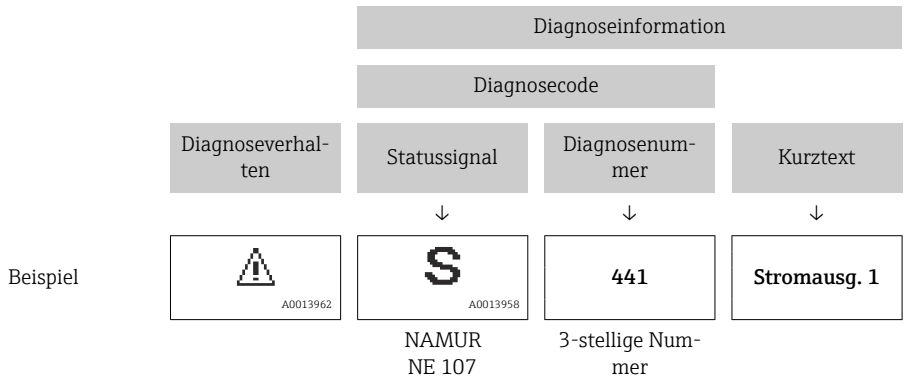 Diagnoseinformation
Diagnosecode
Diagnoseverhal-
ten
Statussignal
Diagnosenum-
mer
Kurztext
↓ ↓ ↓
Beispiel
A0013962
S
A0013958
441
Stromausg. 1
NAMUR
NE 107
3-stellige Num-
mer